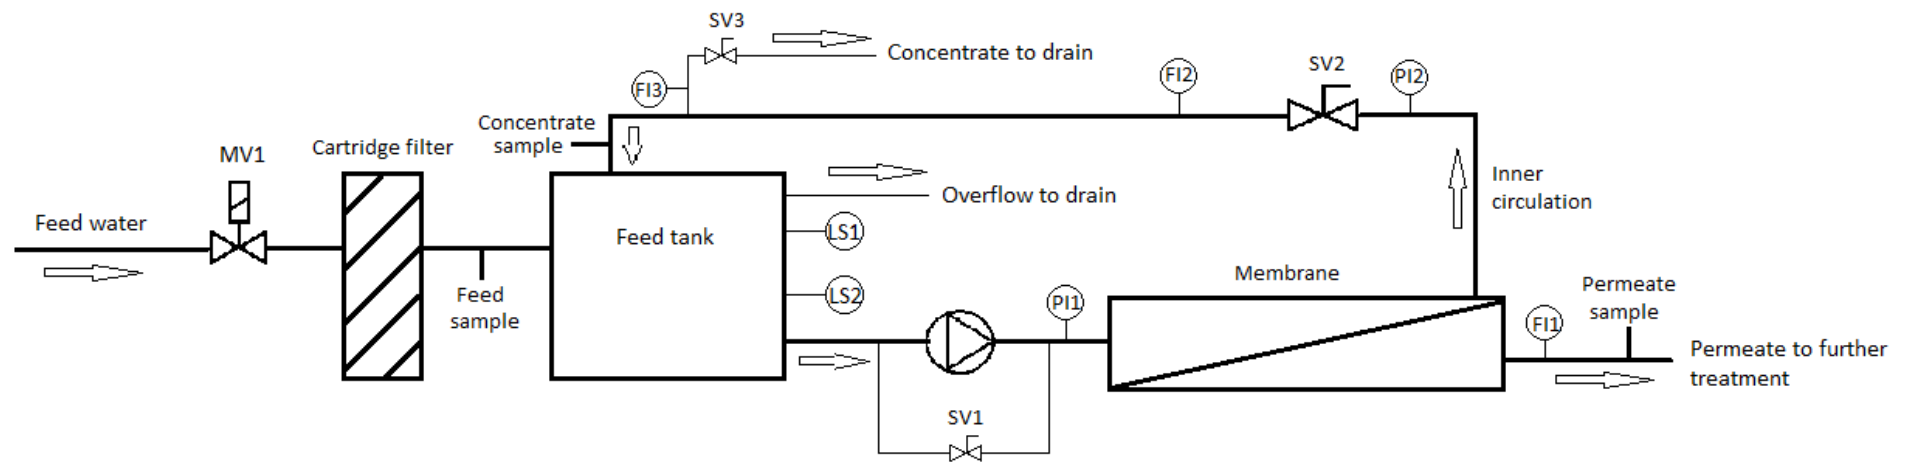 SV3
Concentrate to drain
FI3
FI2
SV2
PI2
Concentrate
sample
MV1
Cartridge filter
Feed water
Overflow to drain
Inner
circulation
Feed tank
LS1
LS2
Feed
sample
PI1
Membrane
Permeate
sample
FI1
Permeate to further
treatment
SV1